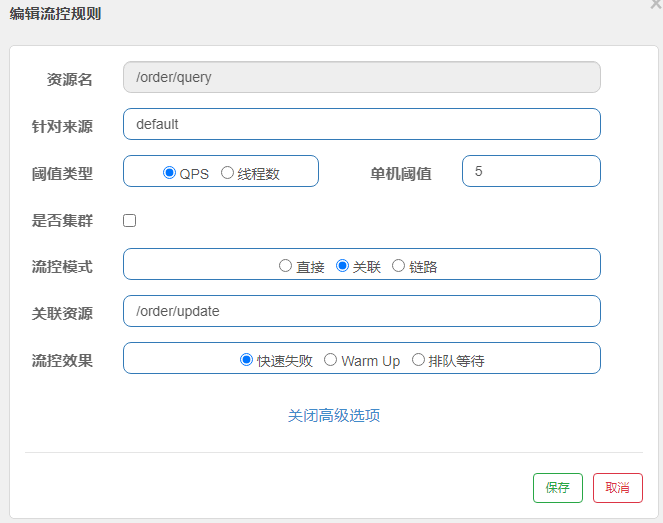 编辑流控规则
资源名 /order/query
针对来源 default
阈值类型 QPS 线程数 单机阈值 5
是否集群
流控模式 直接 关联 链路
关联资源 /order/update
流控效果 快速失败 Warm Up 排队等待
关闭高级选项
保存 取消